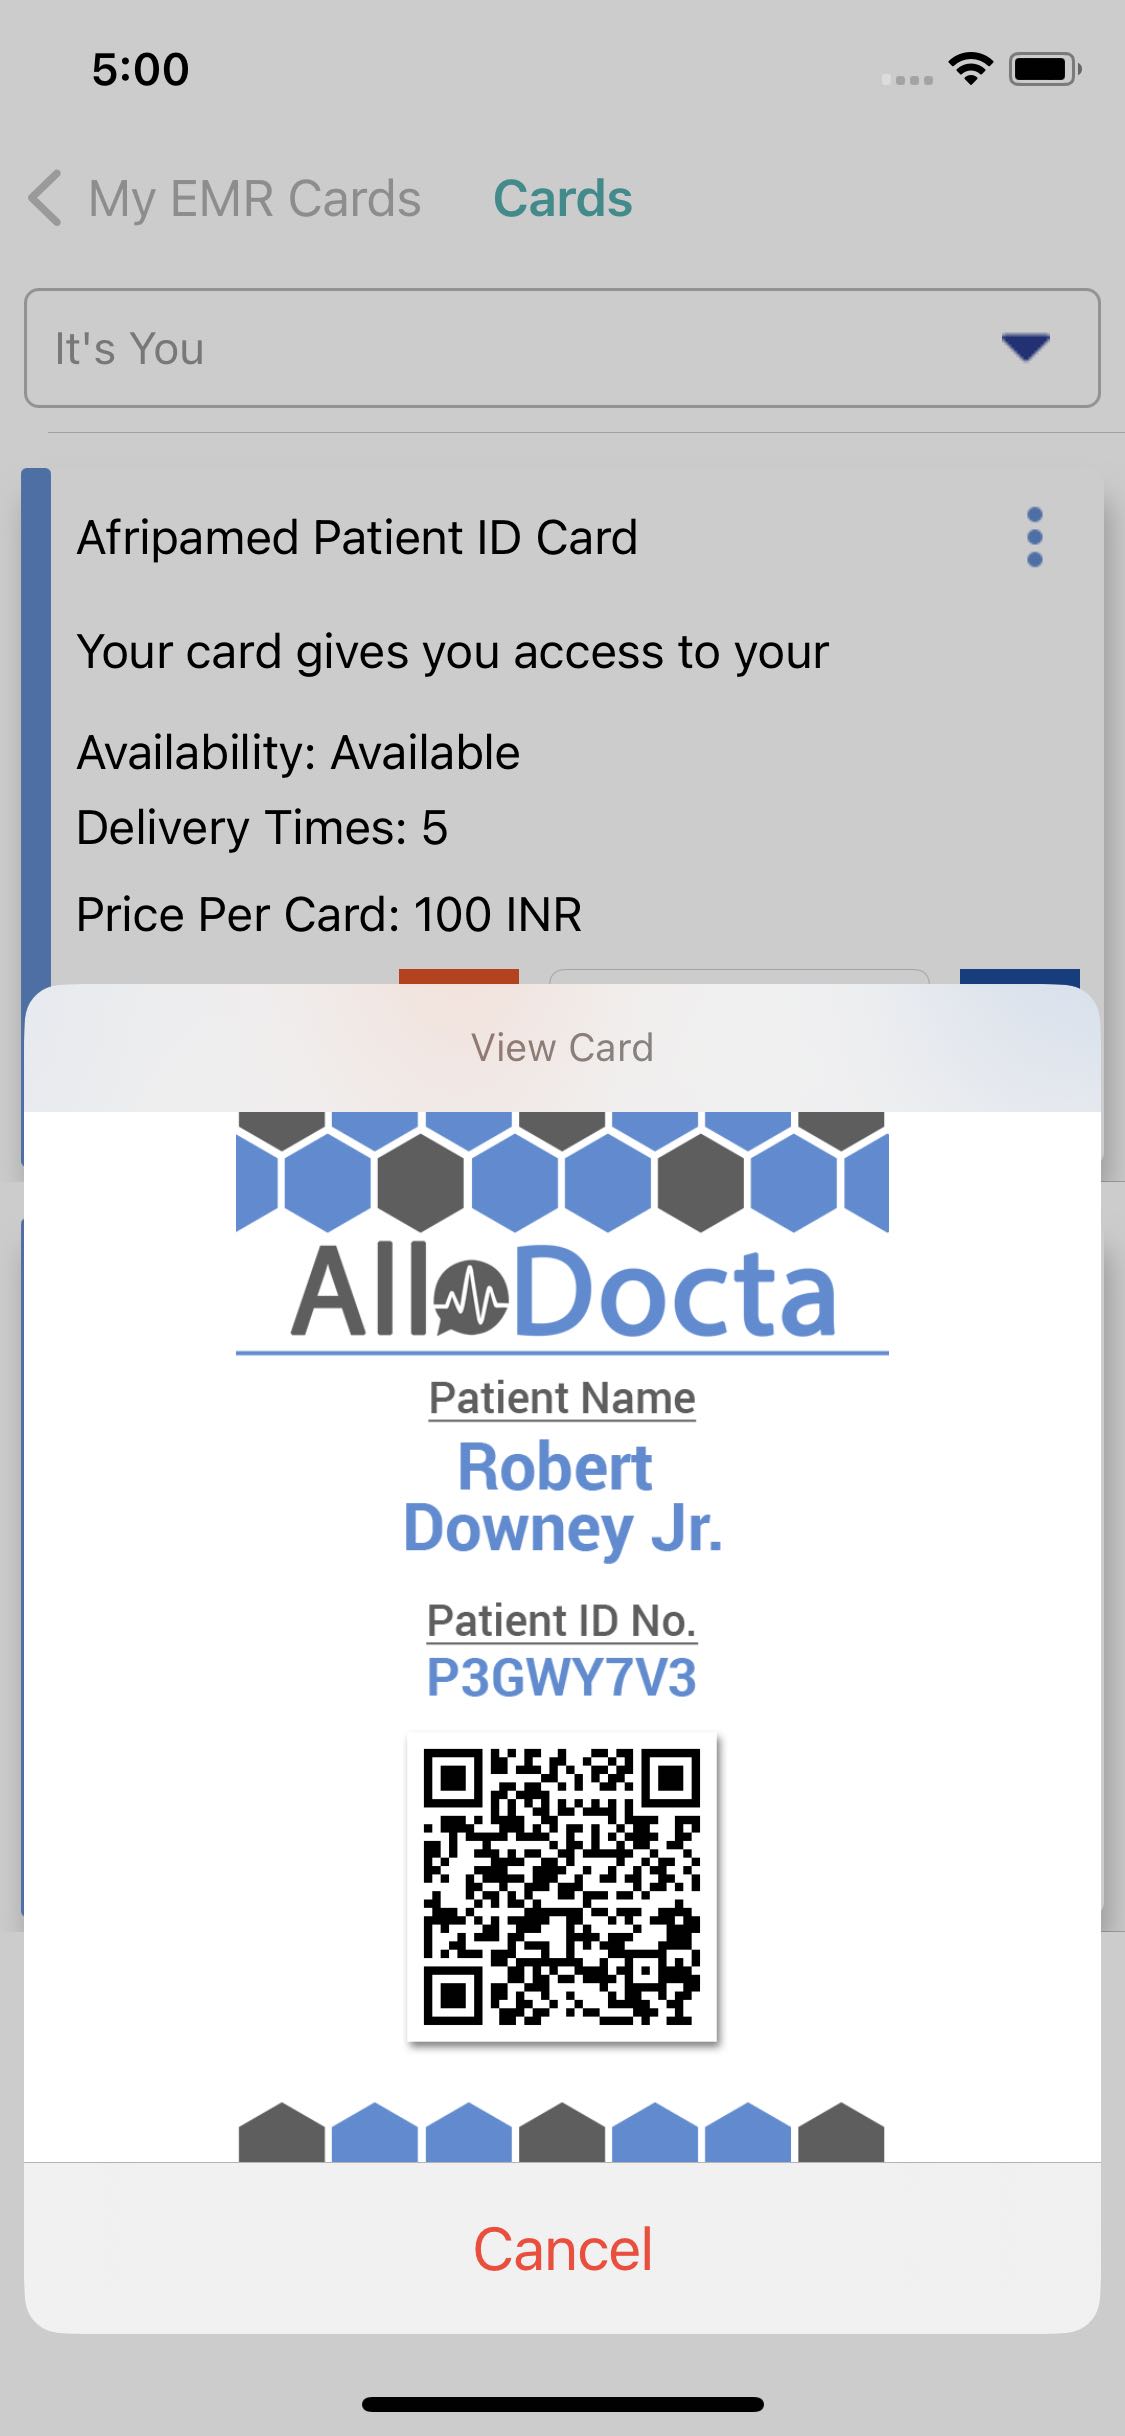 5:00
My EMR Cards
Cards
It's You
Afripamed Patient ID Card
Your card gives you access to your
Availability: Available
Delivery Times: 5
Price Per Card: 100 INR
View Card
AlloDocta
Patient Name
Robert
Downey Jr.
Patient ID No.
P3GWY7V3
Cancel